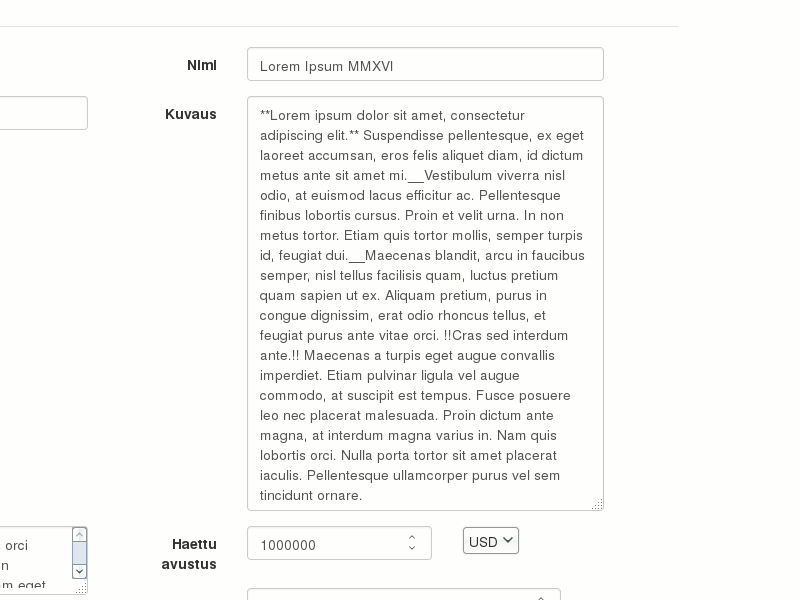 Nimi
Lorem Ipsum MMXVI
Kuvaus
**Lorem ipsum dolor sit amet, consectetur
adipiscing elit.** Suspendisse pellentesque, ex eget
laoreet accumsan, eros felis aliquet diam, id dictum
metus ante sit amet mi.__Vestibulum viverra nisl
odio, at euismod lacus efficitur ac. Pellentesque
finibus lobortis cursus. Proin et velit urna. In non
metus tortor. Etiam quis tortor mollis, semper turpis
id, feugiat dui.__Maecenas blandit, arcu in faucibus
semper, nisl tellus facilisis quam, luctus pretium
quam sapien ut ex. Aliquam pretium, purus in
congue dignissim, erat odio rhoncus tellus, et
feugiat purus ante vitae orci. !!Cras sed interdum
ante.!! Maecenas a turpis eget augue convallis
imperdiet. Etiam pulvinar ligula vel augue
commodo, at suscipit est tempus. Fusce posuere
leo nec placerat malesuada. Proin dictum ante
magna, at interdum magna varius in. Nam quis
lobortis orci. Nulla porta tortor sit amet placerat
iaculis. Pellentesque ullamcorper purus vel sem
tincidunt ornare.
orci
eget
Haettu
avustus
1000000
USD